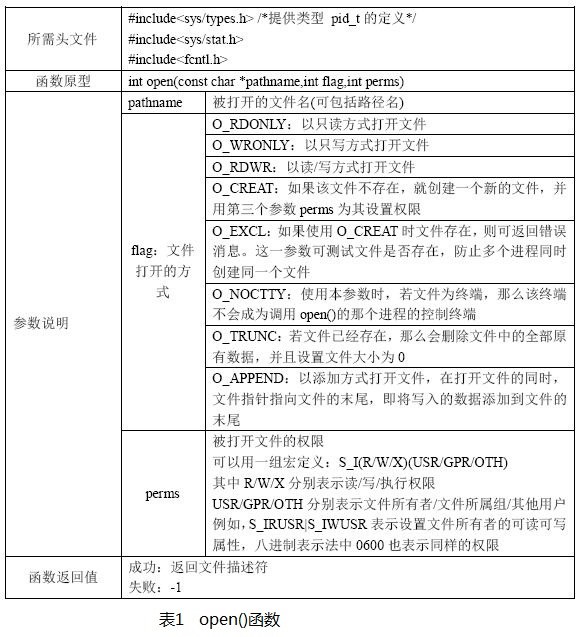 所需头文件
#include<sys/types.h> /*提供类型 pid_t 的定义*/
#include<sys/stat.h>
#include<fcntl.h>
函数原型
int open(const char *pathname,int flag,int perms)
参数说明
pathname
被打开的文件名(可包括路径名)
flag：文件
打开的方
式
O_RDONLY：以只读方式打开文件
O_WRONLY：以只写方式打开文件
O_RDWR：以读/写方式打开文件
O_CREAT：如果该文件不存在，就创建一个新的文件，并
用第三个参数 perms 为其设置权限
O_EXCL：如果使用 O_CREAT 时文件存在，则可返回错误
消息。这一参数可测试文件是否存在，防止多个进程同时
创建同一个文件
O_NOCTTY：使用本参数时，若文件为终端，那么该终端
不会成为调用 open()的那个进程的控制终端
O_TRUNC：若文件已经存在，那么会删除文件中的全部原
有数据，并且设置文件大小为 0
O_APPEND：以添加方式打开文件，在打开文件的同时，
文件指针指向文件的末尾，即将写入的数据添加到文件的
末尾
perms
被打开文件的权限
可以用一组宏定义：S_I(R/W/X)(USR/GPR/OTH)
其中 R/W/X 分别表示读/写/执行权限
USR/GPR/OTH 分别表示文件所有者/文件所属组/其他用户
例如，S_IRUSR|S_IWUSR 表示设置文件所有者的可读可写
属性，八进制表示法中 0600 也表示同样的权限
函数返回值
成功：返回文件描述符
失败：-1
表1 open()函数